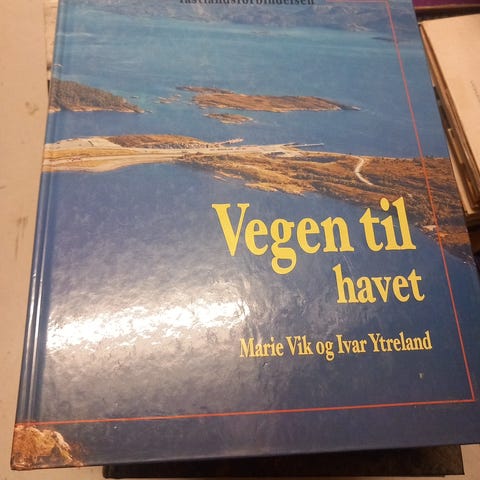 fastlandsforbindelsen
Vegen til
havet
Marie Vik og Ivar Ytreland